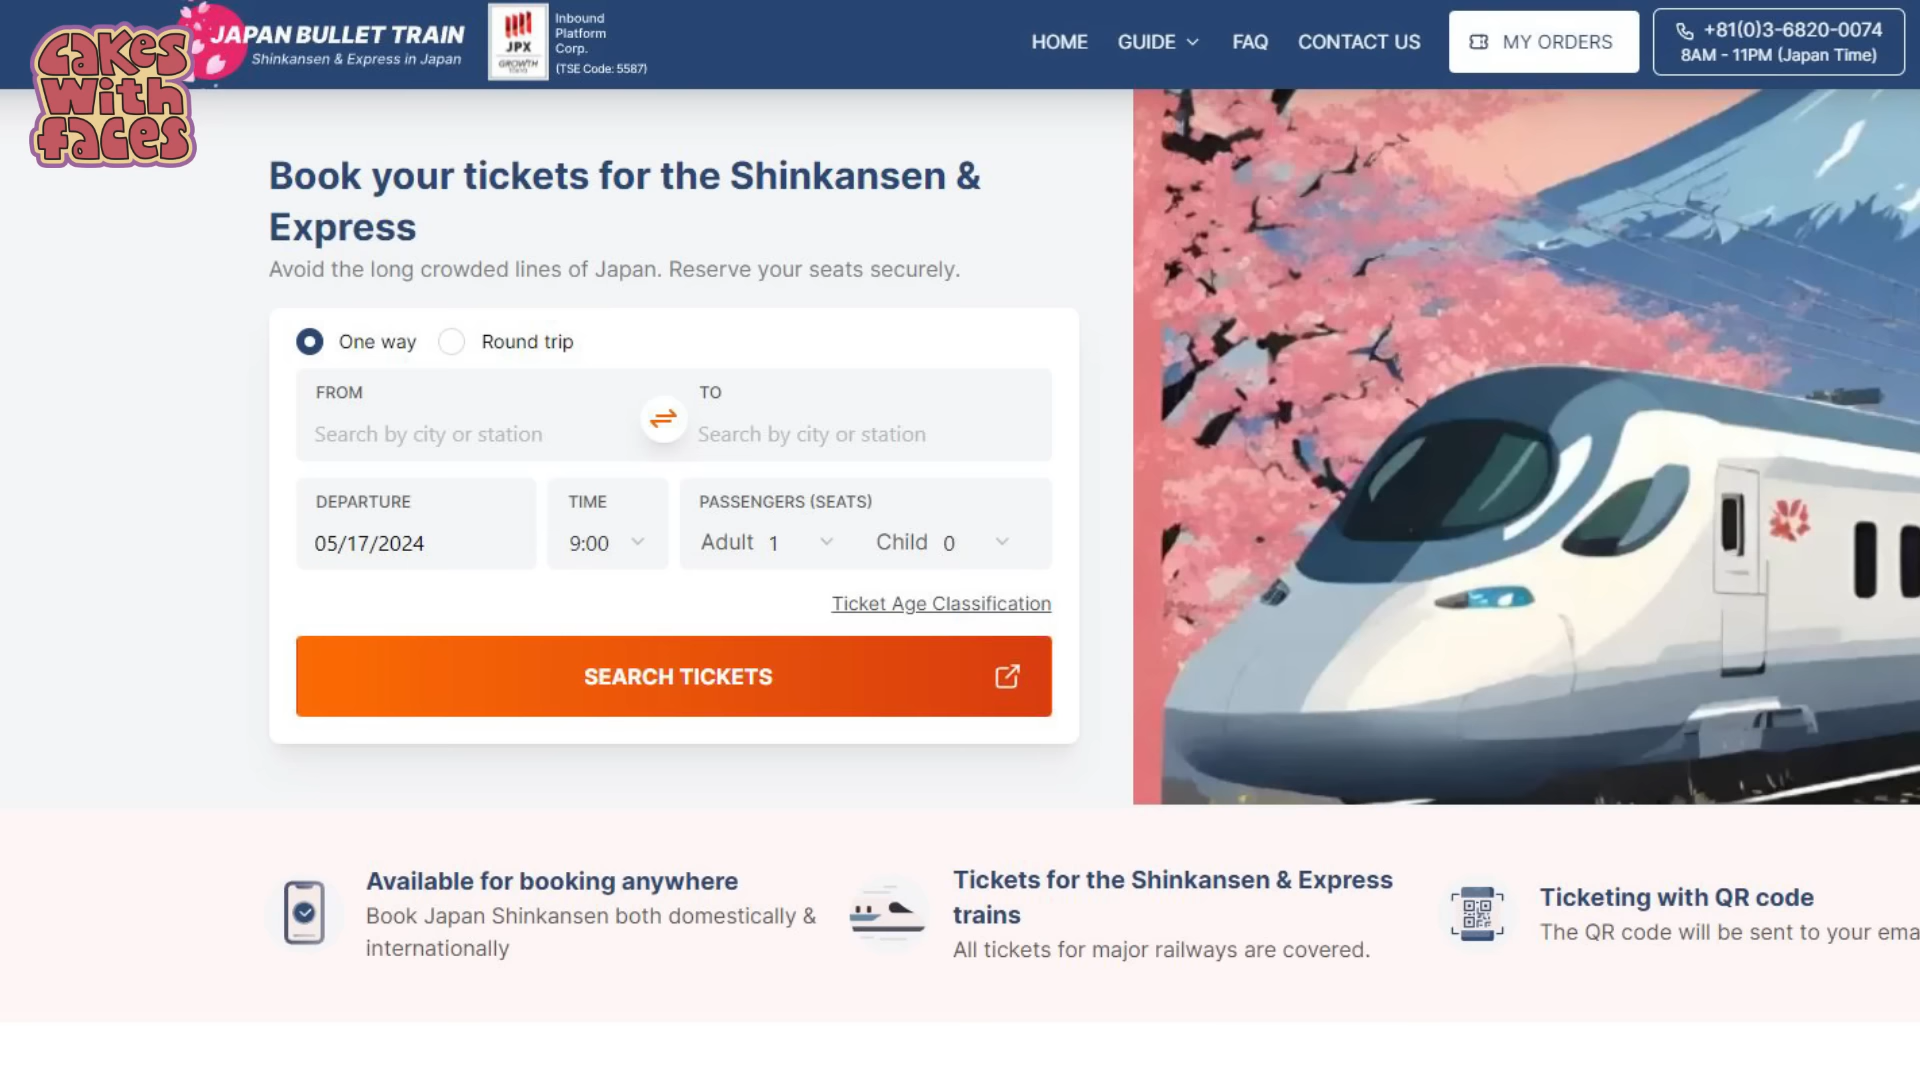 Cakes
With
faces
JAPAN BULLET TRAIN
Shinkansen & Express in Japan
JPX
GROWTH
TOKYO
Inbound
Platform
Corp.
(TSE Code: 5587)
HOME
GUIDE
FAQ
CONTACT US
MY ORDERS
+81(0)3-6820-0074
8AM - 11PM (Japan Time)
Book your tickets for the Shinkansen &
Express
Avoid the long crowded lines of Japan. Reserve your seats securely.
One way
Round trip
FROM
Search by city or station
TO
Search by city or station
DEPARTURE
05/17/2024
TIME
9:00
PASSENGERS (SEATS)
Adult 1
Child 0
Ticket Age Classification
SEARCH TICKETS
Available for booking anywhere
Book Japan Shinkansen both domestically &
internationally
Tickets for the Shinkansen & Express
trains
All tickets for major railways are covered.
Ticketing with QR code
The QR code will be sent to your ema